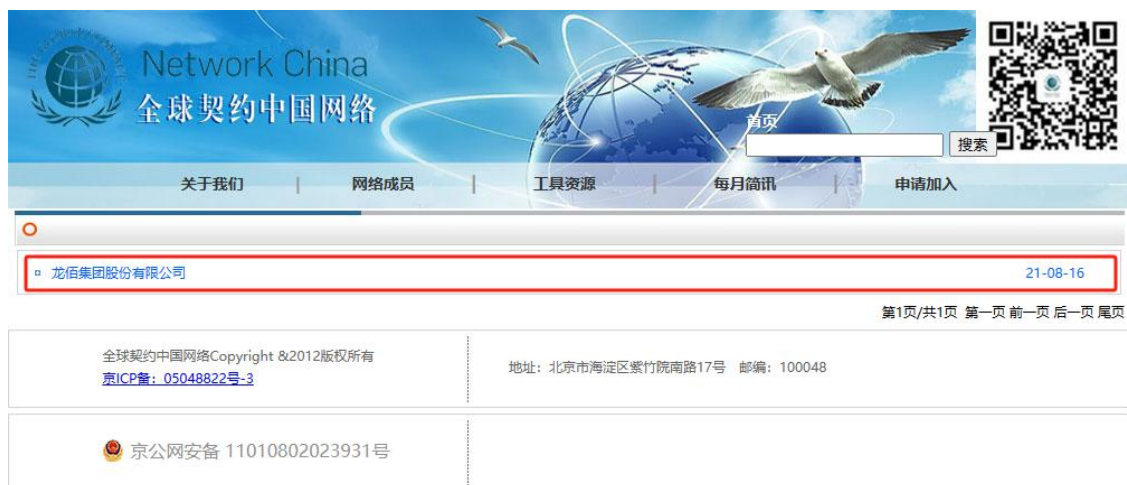 Network China
全球契约中国网络
首页
搜索
关于我们 | 网络成员 | 工具资源 | 每月简讯 | 申请加入
龙佰集团股份有限公司 21-08-16
第1页/共1页 第一页 前一页 后一页 尾页
全球契约中国网络Copyright &2012版权所有
京ICP备：05048822号-3
地址：北京市海淀区紫竹院南路17号 邮编：100048
京公网安备 11010802023931号